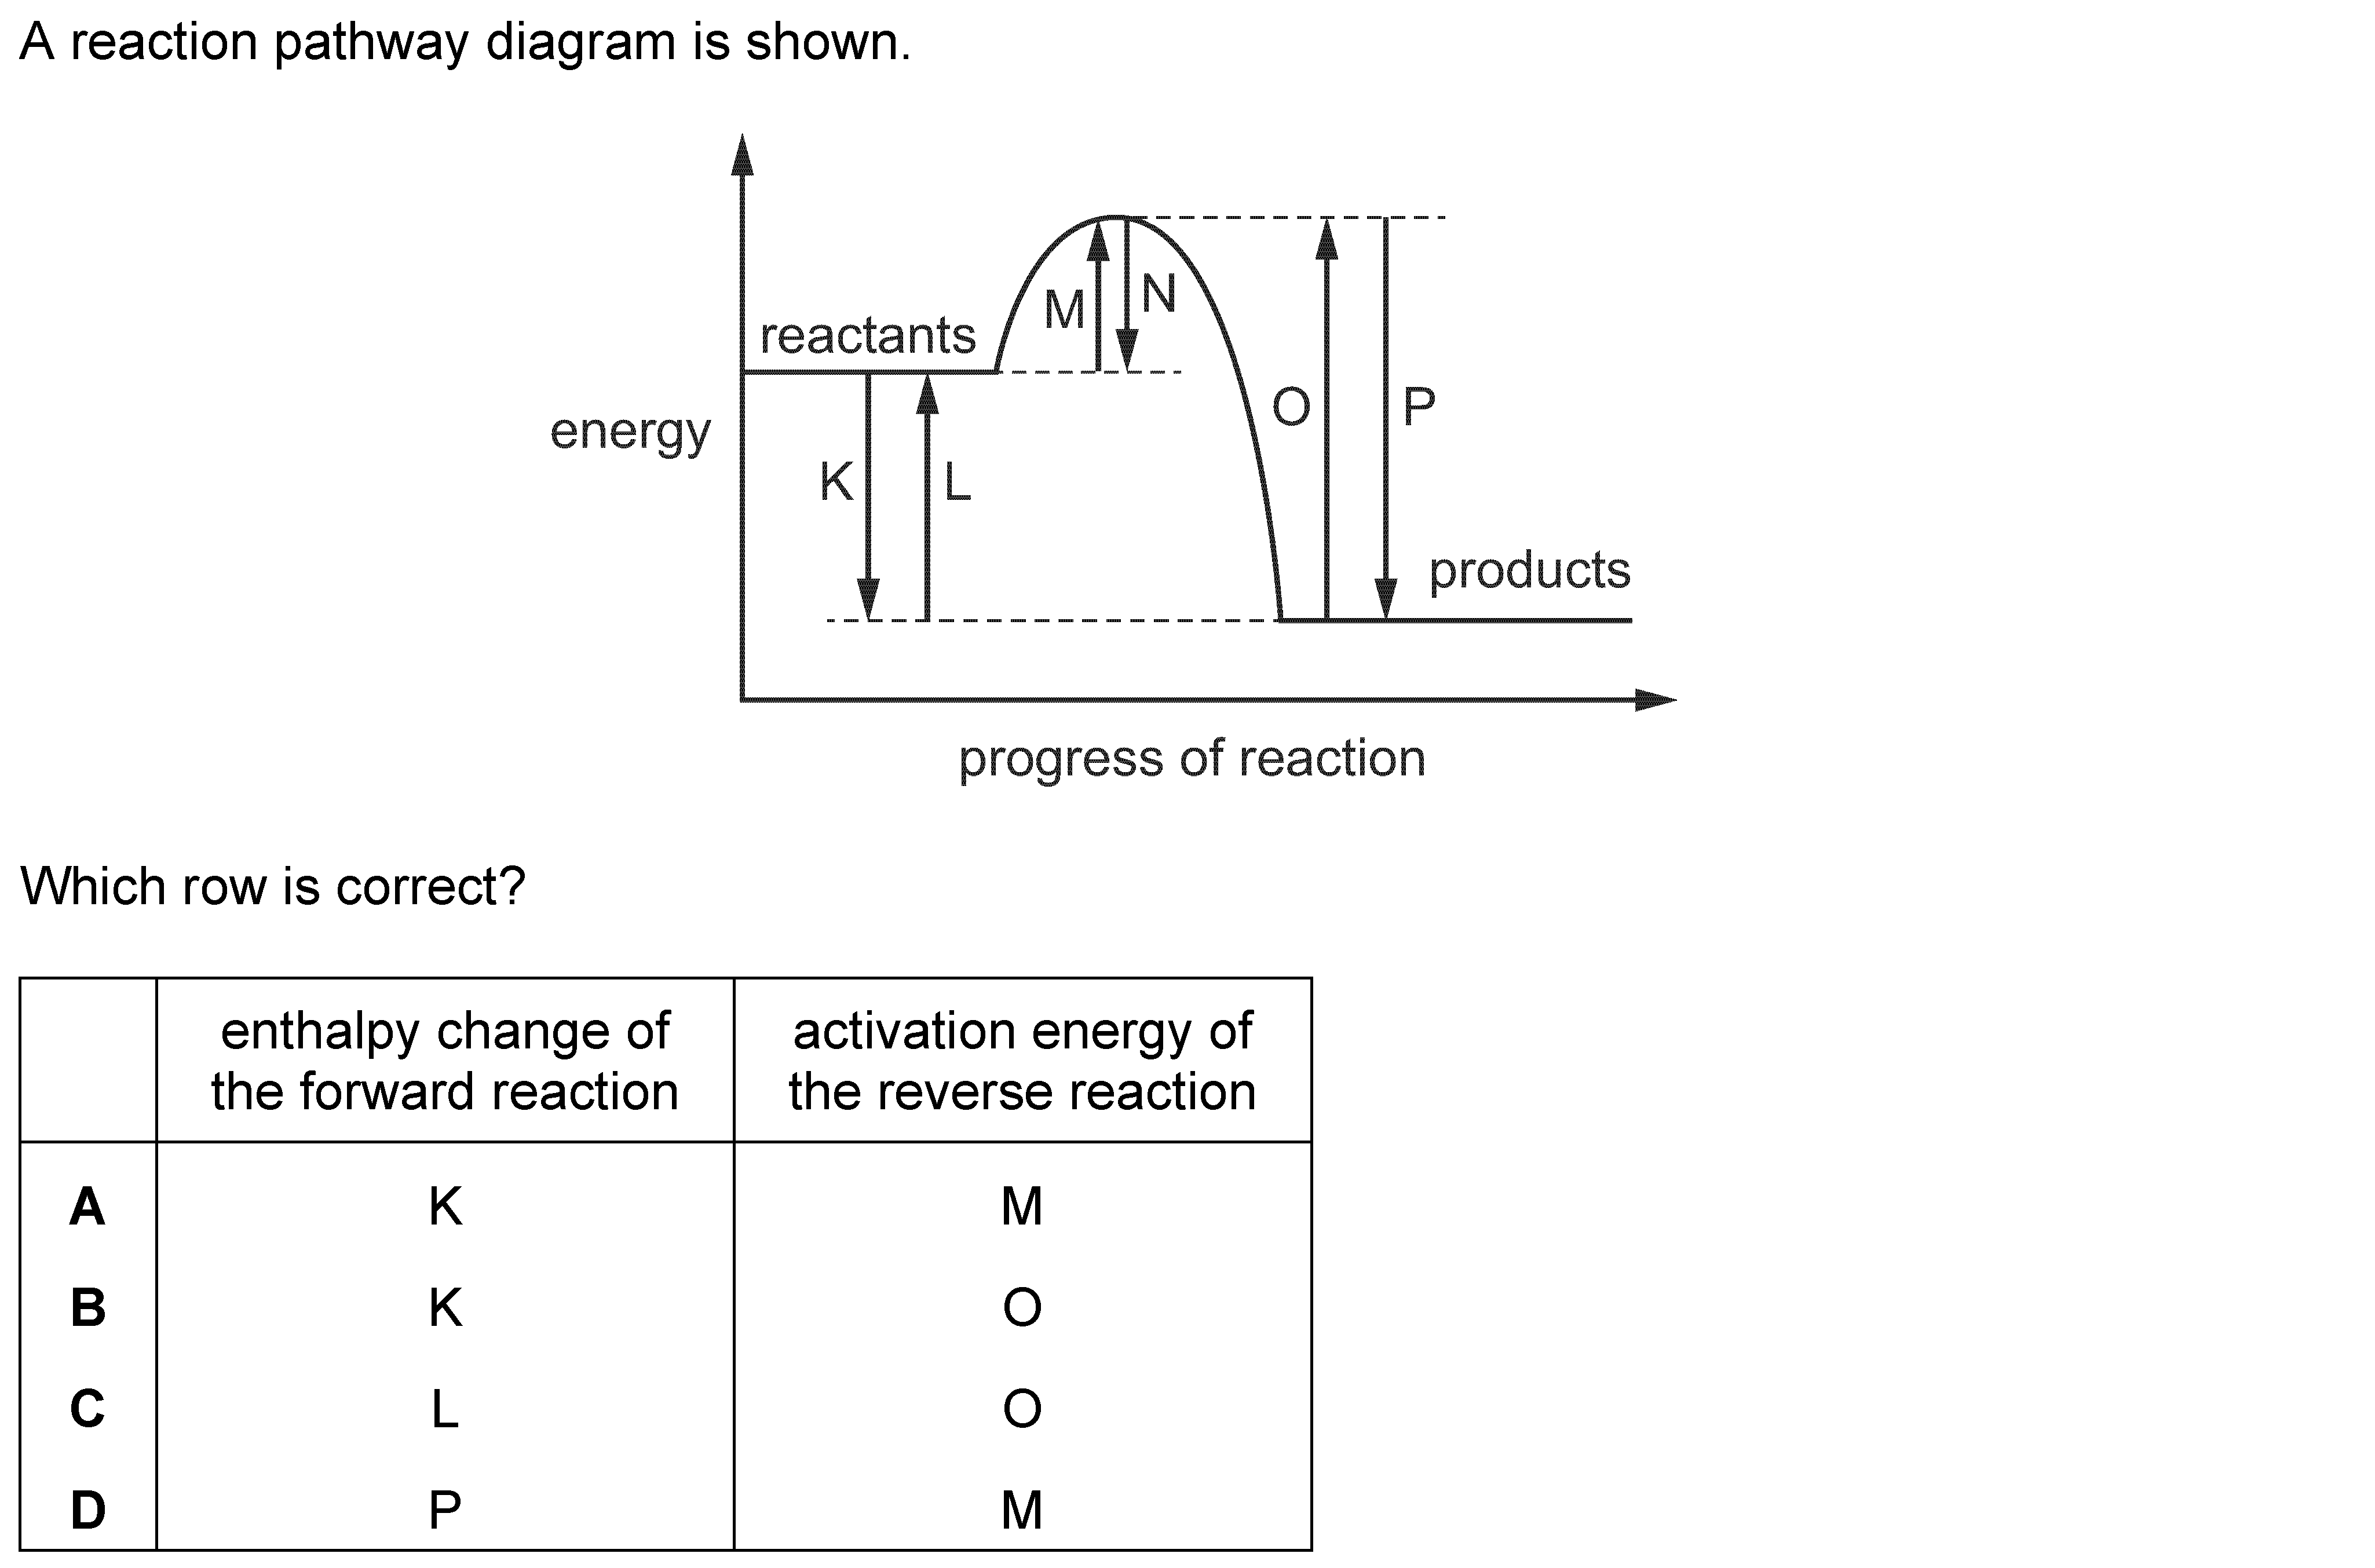 A reaction pathway diagram is shown.
reactants
M
N
energy
K
L
O
P
products
progress of reaction
Which row is correct?
enthalpy change of
the forward reaction
activation energy of
the reverse reaction
A K M
B K O
C L O
D P M